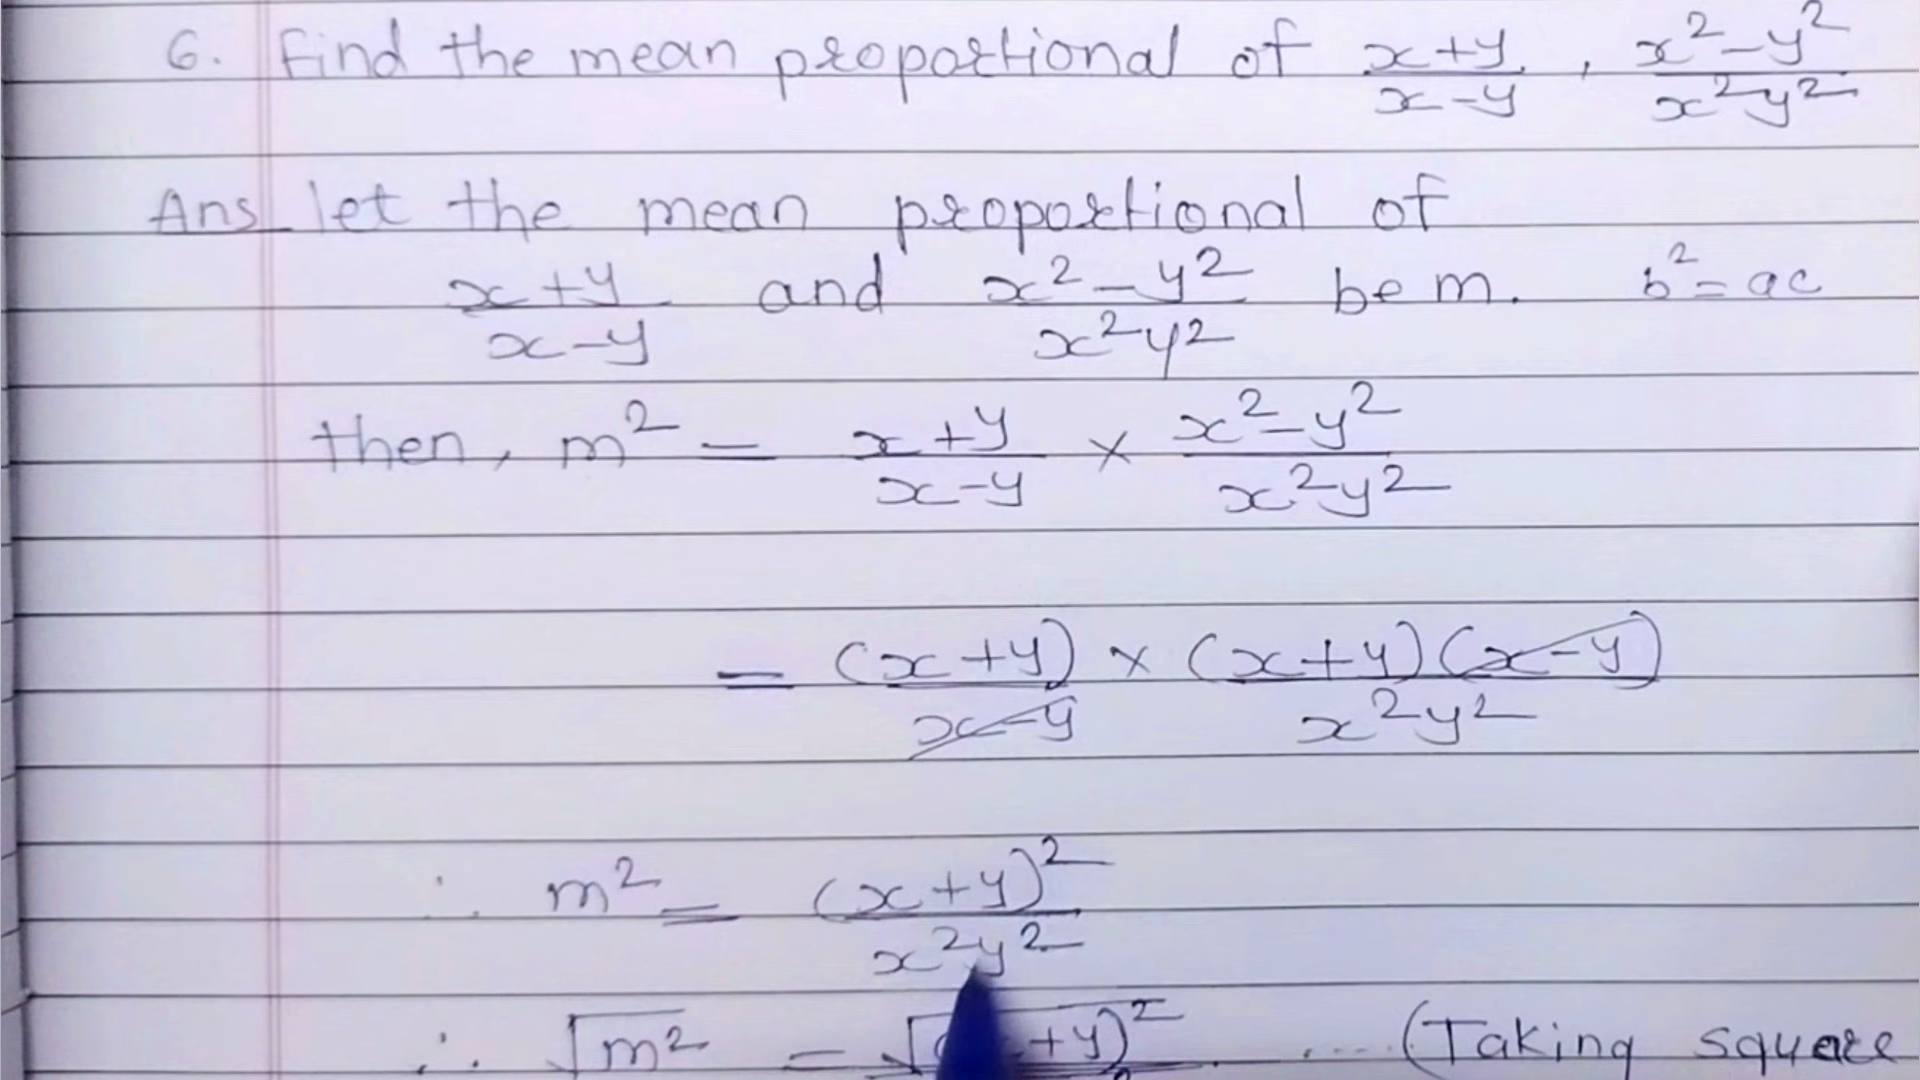 6. Find the mean proportional of x+y/x-y , x²-y²/x²y²
Ans let the mean proportional of
x+y/x-y and x²-y²/x²y² be m. b²=ac
then, m² = x+y/x-y × x²-y²/x²y²
= (x+y)/x-y × (x+y)(x-y)/x²y²
∴ m² = (x+y)²/x²y²
∴ √m² = √(x+y)² .... (Taking square